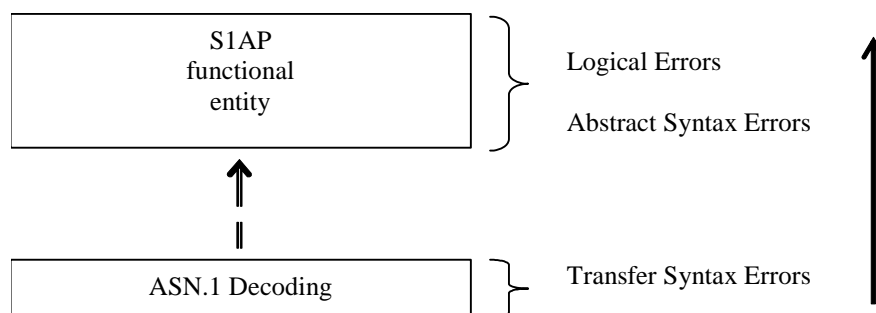 S1AP
functional
entity
Logical Errors
Abstract Syntax Errors
ASN.1 Decoding
Transfer Syntax Errors